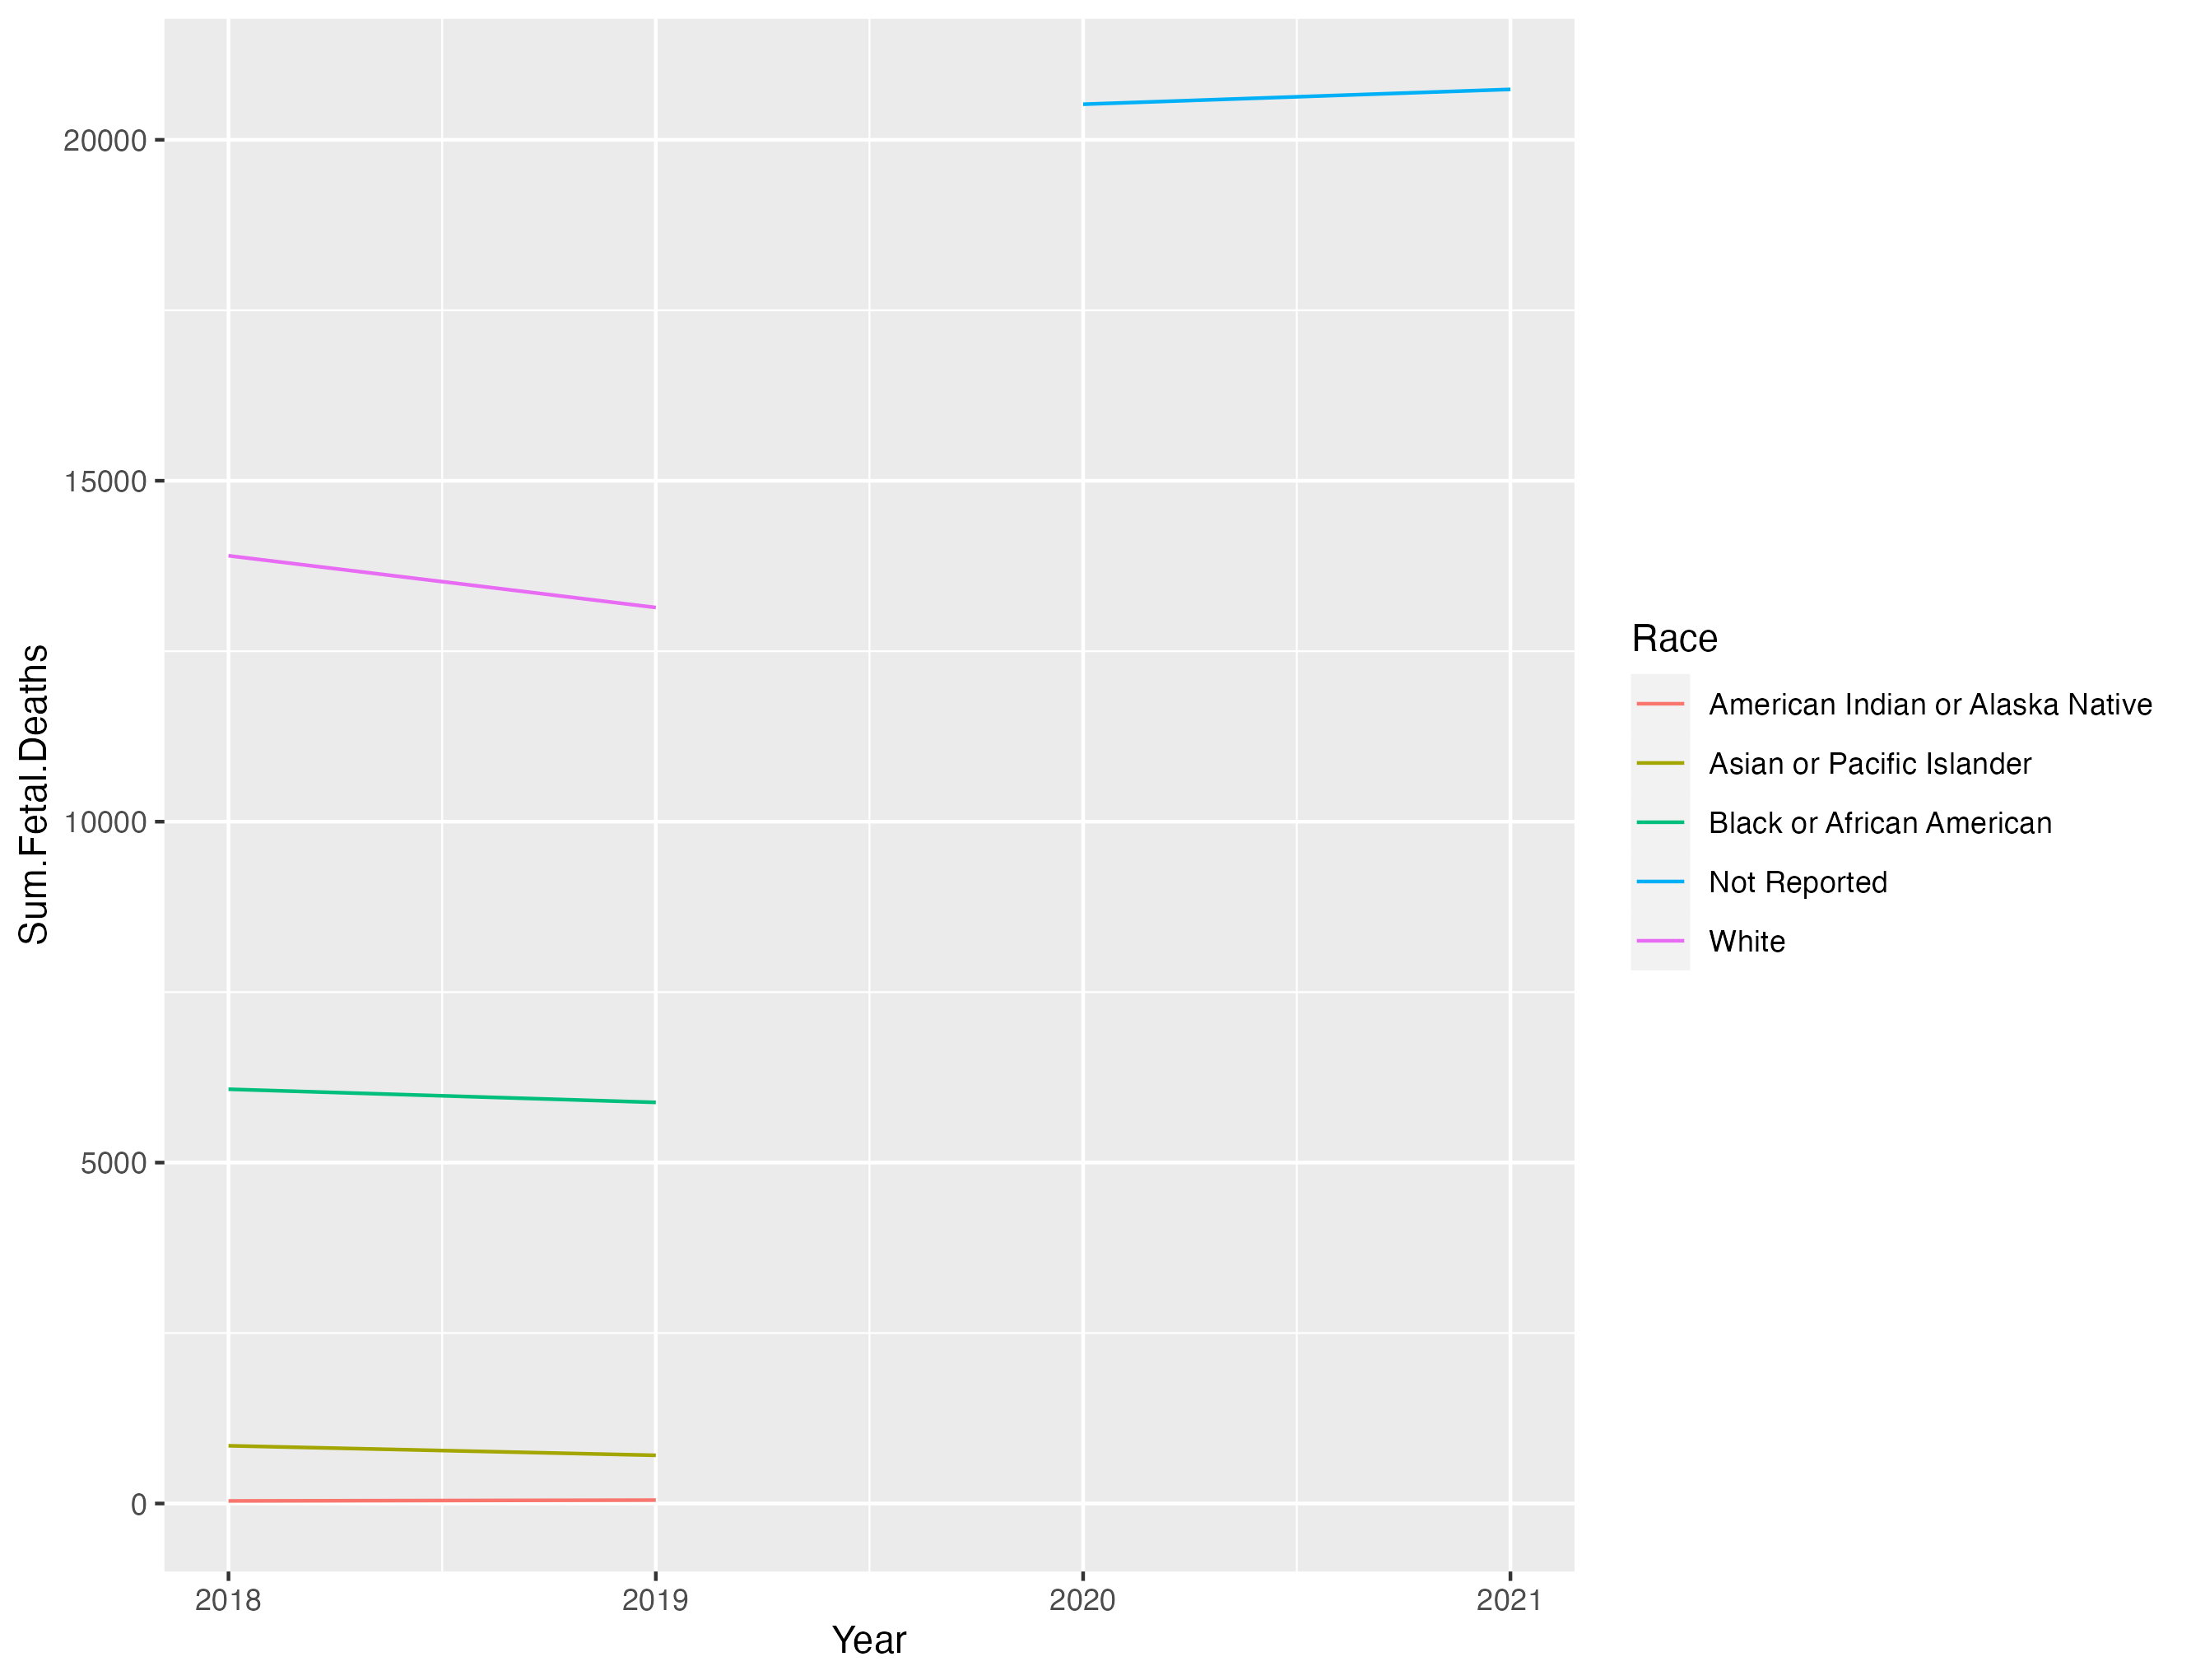 Sum.Fetal.Deaths
20000
15000
10000
5000
0
2018
2019
2020
2021
Year
Race
American Indian or Alaska Native
Asian or Pacific Islander
Black or African American
Not Reported
White